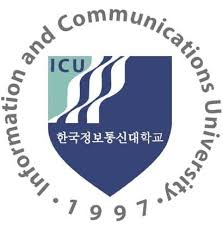 Information and Communications University · 1997 ·
ICU
한국정보통신대학교